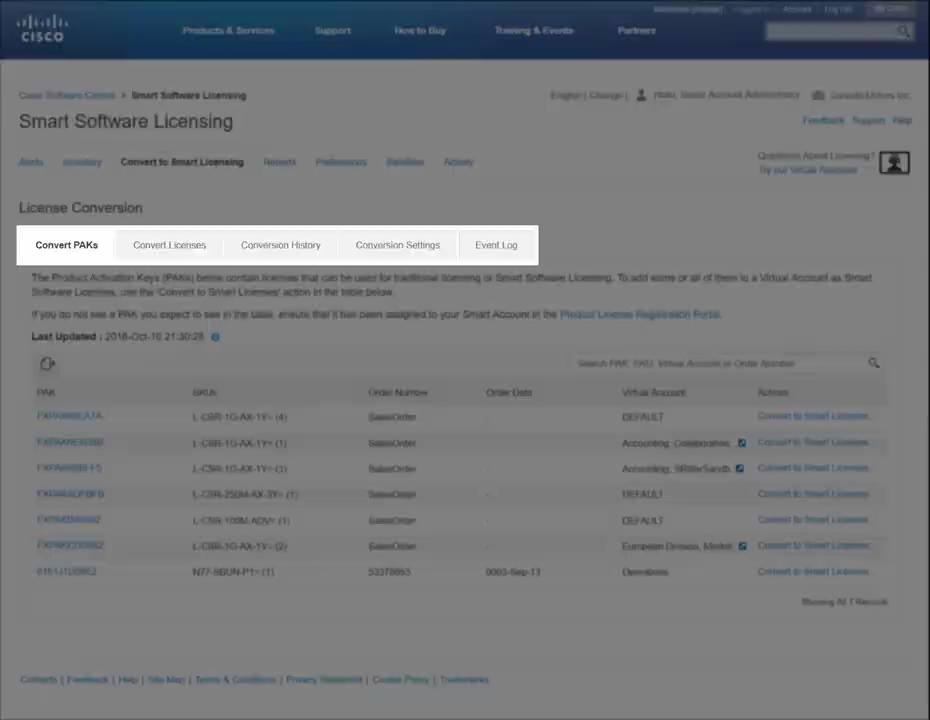 CISCO
Products & Services Support How to Buy Training & Events Partners
Account Log Out
Cisco Software Central > Smart Software Licensing
English [ Change ] Hello, Smart Account Administrator
Smart Software Licensing
Feedback Support Help
Alerts Inventory Convert to Smart Licensing Reports Preferences Satellites Activity
Questions About Licensing?
Try our Virtual Assistant
License Conversion
Convert PAKs Convert Licenses Conversion History Conversion Settings Event Log
The Product Activation Keys (PAKs) below contain licenses that can be used for traditional licensing or Smart Software Licensing. To add some or all of them to a Virtual Account as Smart
Software Licenses, use the 'Convert to Smart Licenses' action in the table below.
If you do not see a PAK you expect to see in the table, ensure that it has been assigned to your Smart Account in the Product License Registration Portal.
Last Updated : 2016-Oct-16 21:30:28
Search PAK, SKU, Virtual Account or Order Number
PAK SKUs Order Number Order Date Virtual Account Actions
L-CSR-1G-AX-1Y= (4) SalesOrder - DEFAULT Convert to Smart Licenses...
L-CSR-1G-AX-1Y= (1) SalesOrder - Accounting, Collaboration, Convert to Smart Licenses...
L-CSR-1G-AX-1Y= (1) SalesOrder - Accounting, Convert to Smart Licenses...
L-CSR-250M-AX-3Y= (1) SalesOrder - DEFAULT Convert to Smart Licenses...
L-CSR-100M-ADV= (1) SalesOrder - DEFAULT Convert to Smart Licenses...
L-CSR-1G-AX-1Y= (2) SalesOrder - European Division, Convert to Smart Licenses...
N77-SBUN-P1= (1) 0003-Sep-11 Operations Convert to Smart Licenses...
Showing All 7 Records
Contacts | Feedback | Help | Site Map | Terms & Conditions | Privacy Statement | Cookie Policy | Trademarks